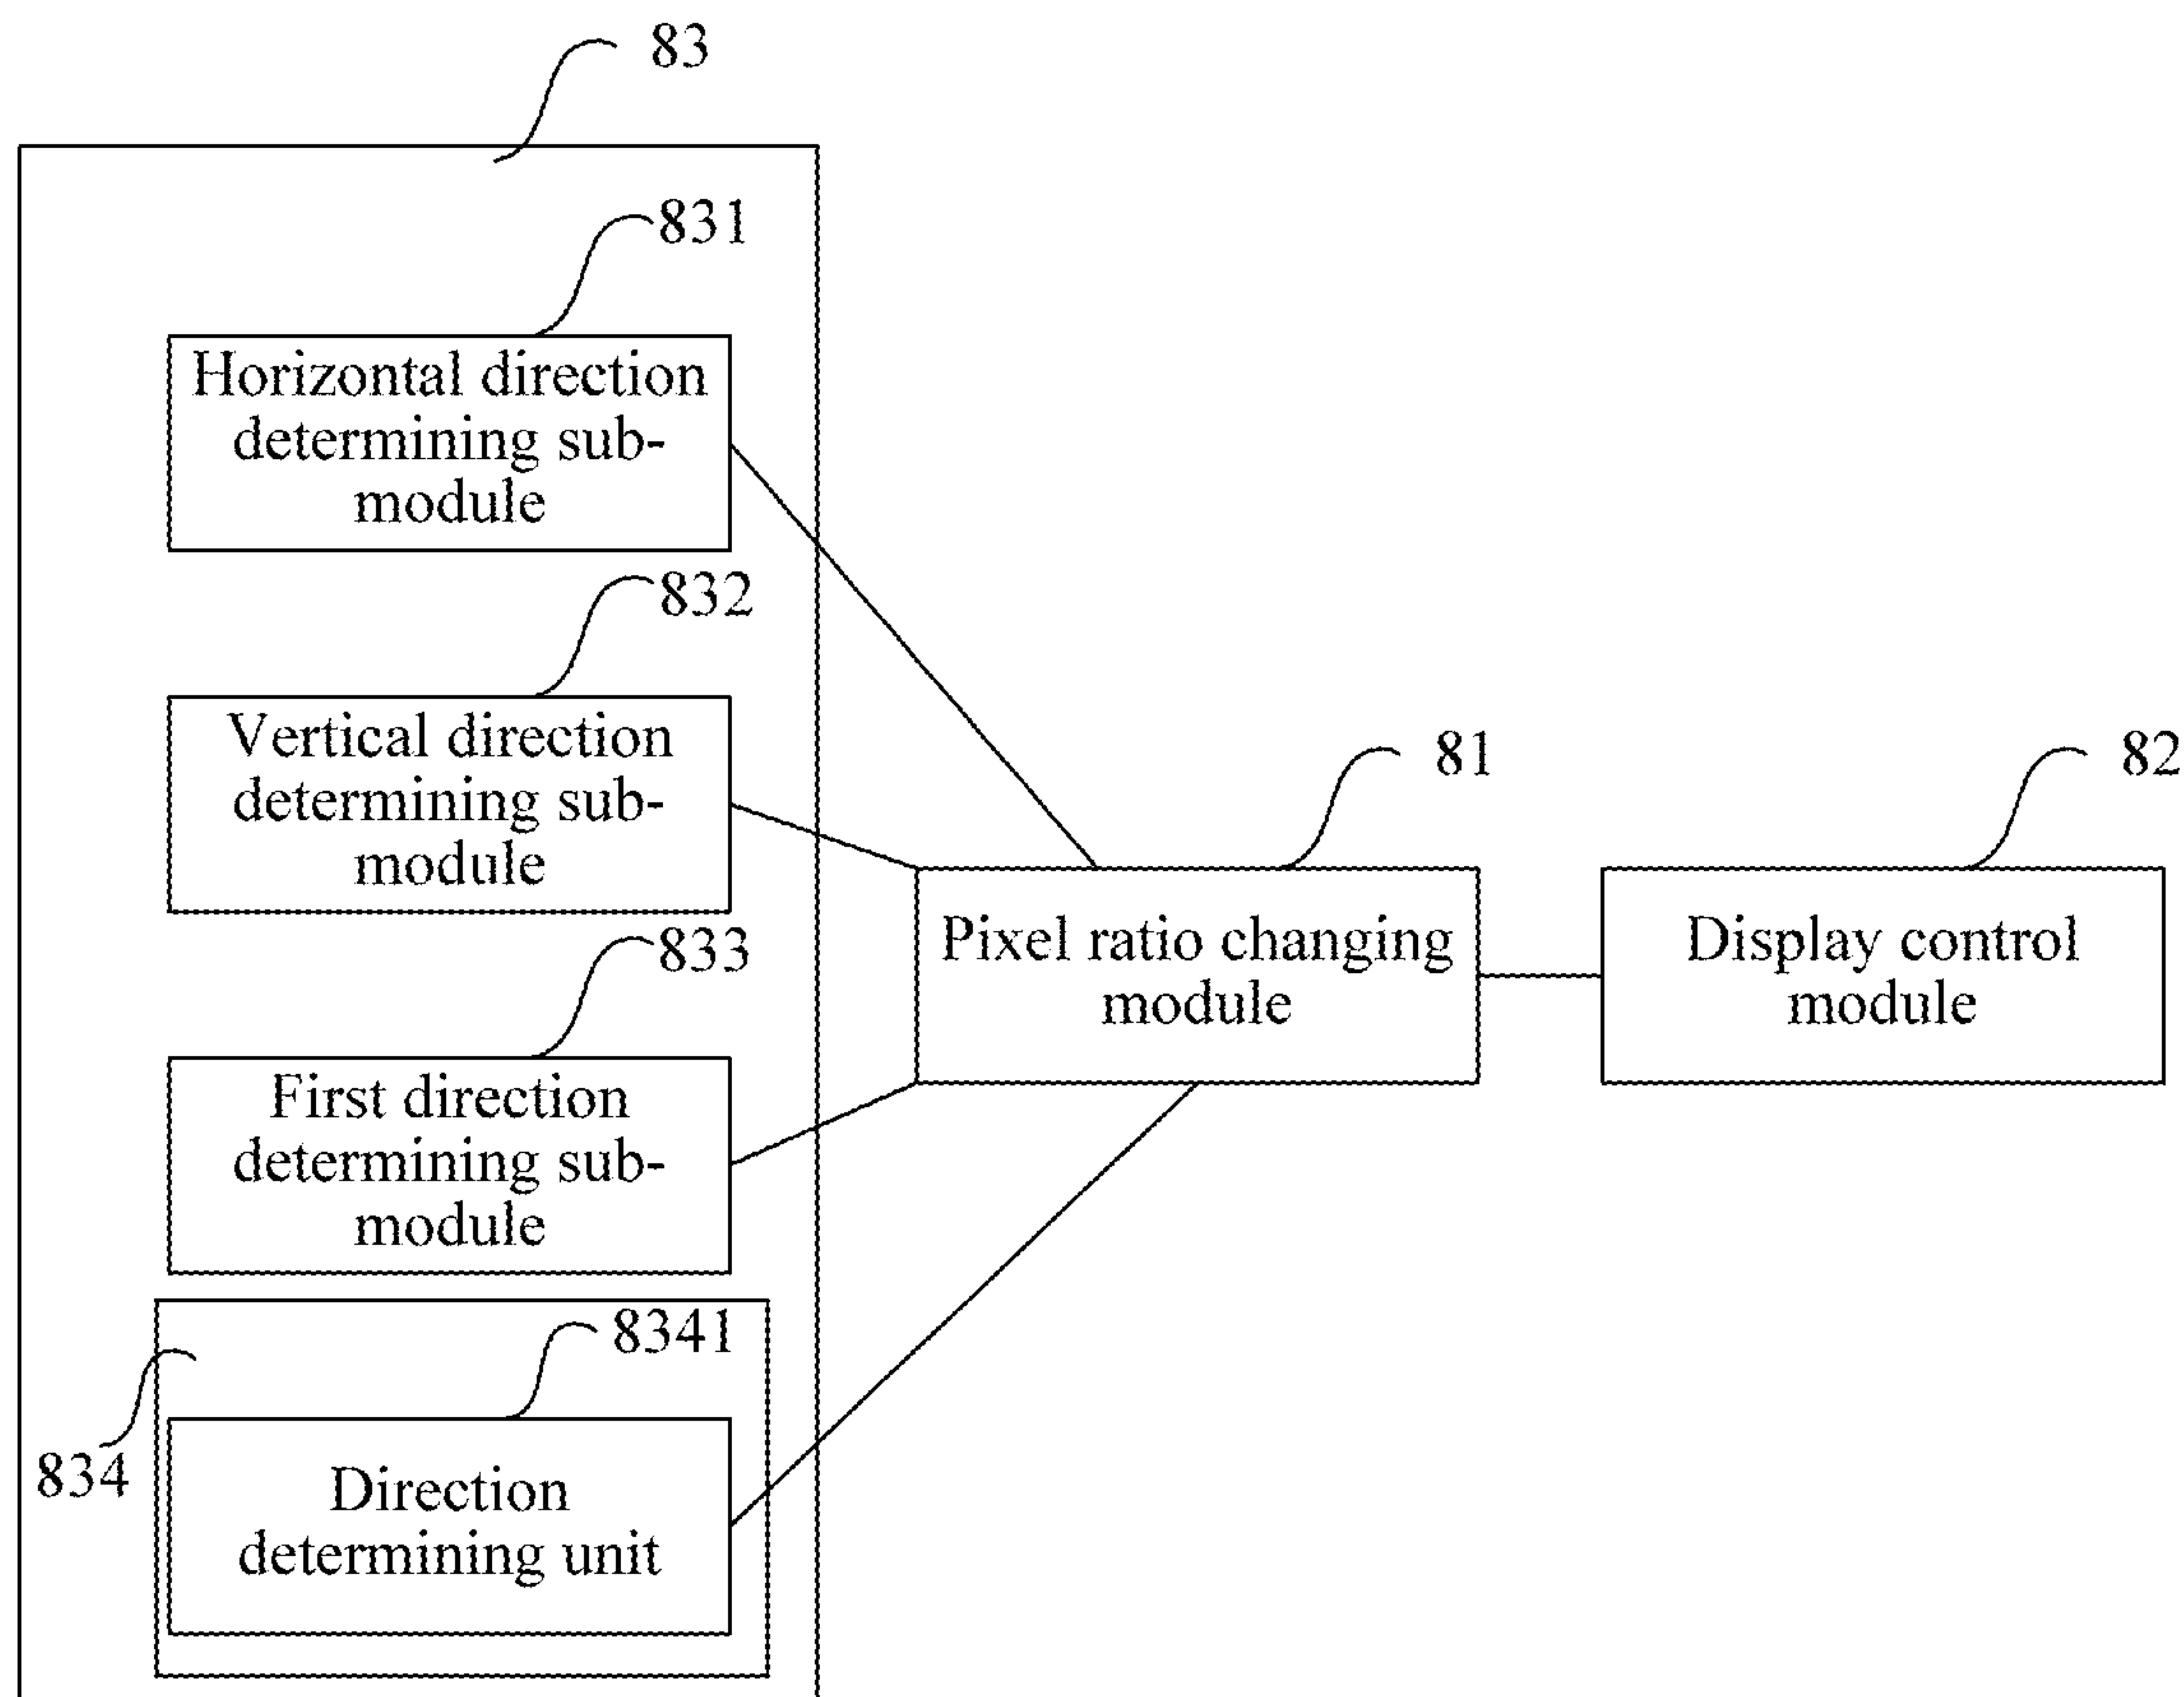 83
831
Horizontal direction
determining sub-
module
832
Vertical direction
determining sub-
module
833
First direction
determining sub-
module
834
8341
Direction
determining unit
81
Pixel ratio changing
module
82
Display control
module